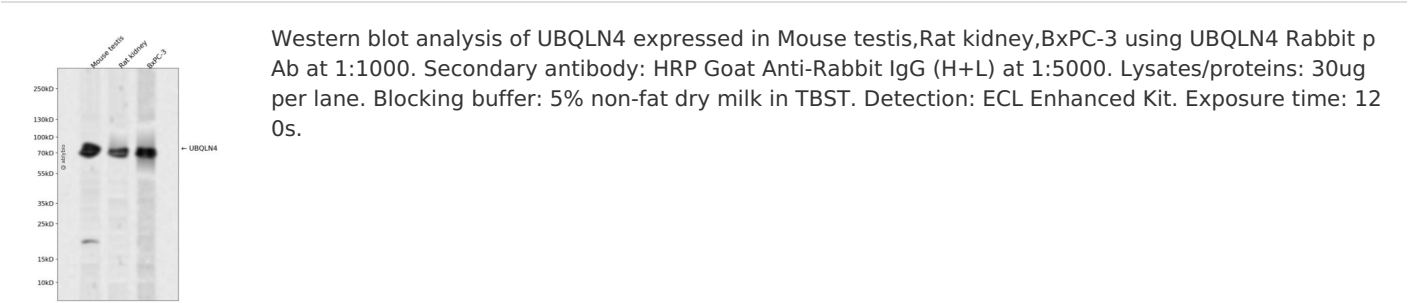 Mouse testis
Rat kidney
BxPC-3
250kD
130kD
100kD
70kD
55kD
35kD
25kD
15kD
10kD
← UBQLN4
Western blot analysis of UBQLN4 expressed in Mouse testis,Rat kidney,BxPC-3 using UBQLN4 Rabbit p
Ab at 1:1000. Secondary antibody: HRP Goat Anti-Rabbit IgG (H+L) at 1:5000. Lysates/proteins: 30ug
per lane. Blocking buffer: 5% non-fat dry milk in TBST. Detection: ECL Enhanced Kit. Exposure time: 12
0s.